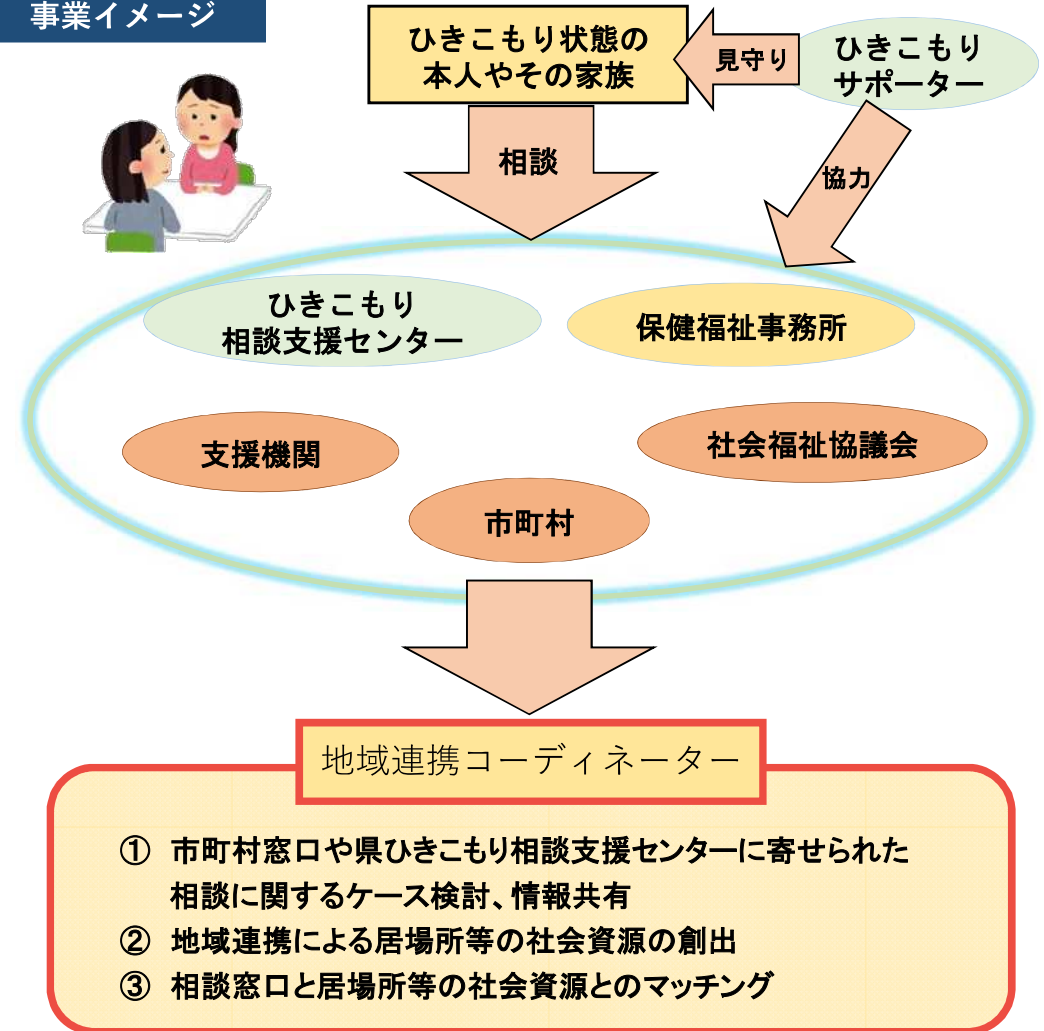 事業イメージ
ひきこもり状態の
本人やその家族
見守り
ひきこもり
サポーター
相談
協力
ひきこもり
相談支援センター
保健福祉事務所
支援機関
社会福祉協議会
市町村
地域連携コーディネーター
① 市町村窓口や県ひきこもり相談支援センターに寄せられた
相談に関するケース検討、情報共有
② 地域連携による居場所等の社会資源の創出
③ 相談窓口と居場所等の社会資源とのマッチング